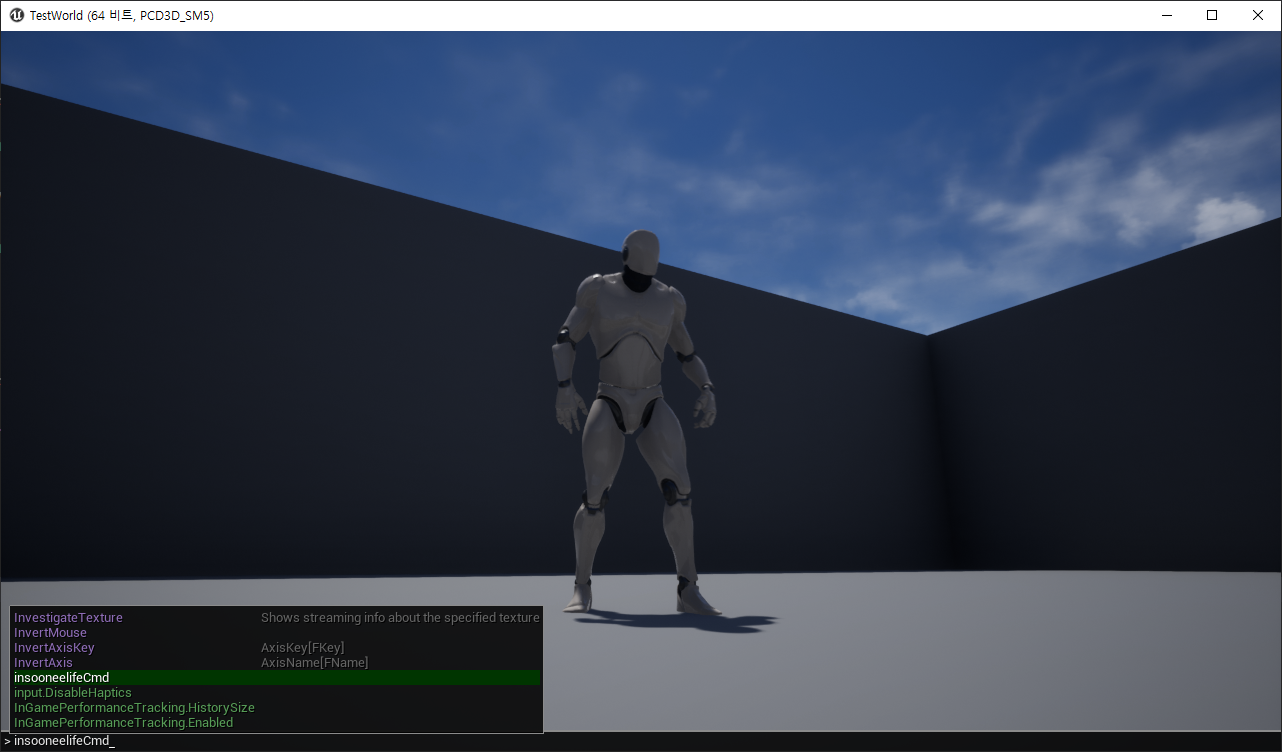 TestWorld (64 비트, PCD3D_SM5)
InvestigateTexture Shows streaming info about the specified texture
InvertMouse
InvertAxisKey AxisKey[FKey]
InvertAxis AxisName[FName]
insooneelifeCmd
input.DisableHaptics
InGamePerformanceTracking.HistorySize
InGamePerformanceTracking.Enabled
> insooneelifeCmd_